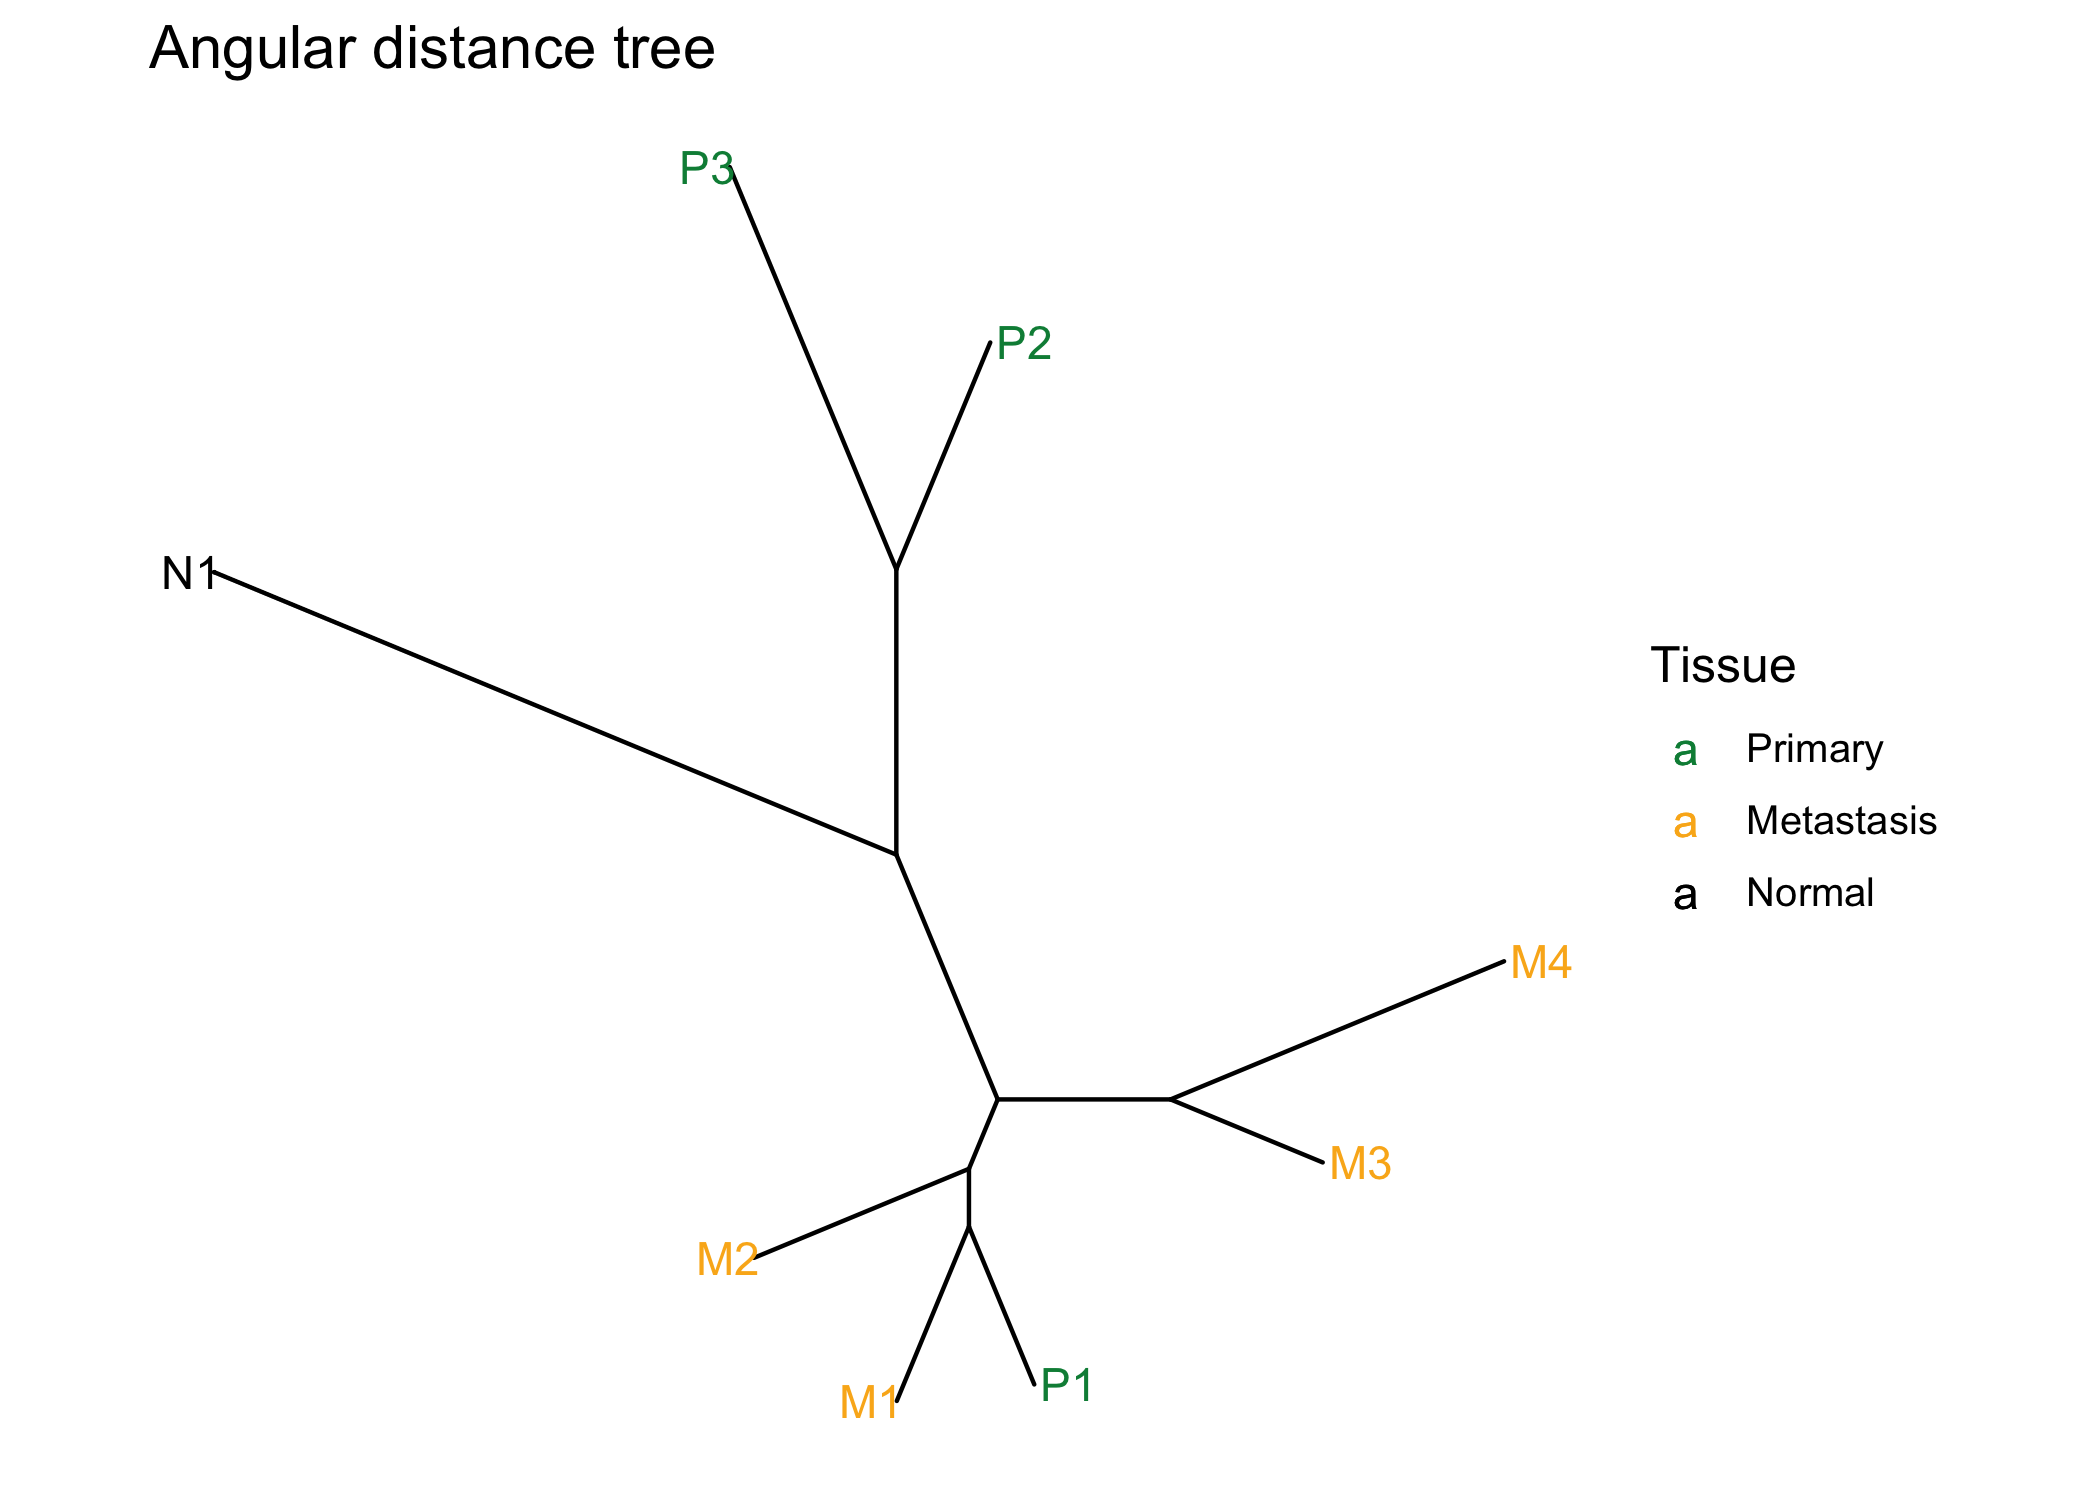 Angular distance tree
P3
P2
N1
Tissue
a Primary
a Metastasis
a Normal
M4
M3
M2
P1
M1